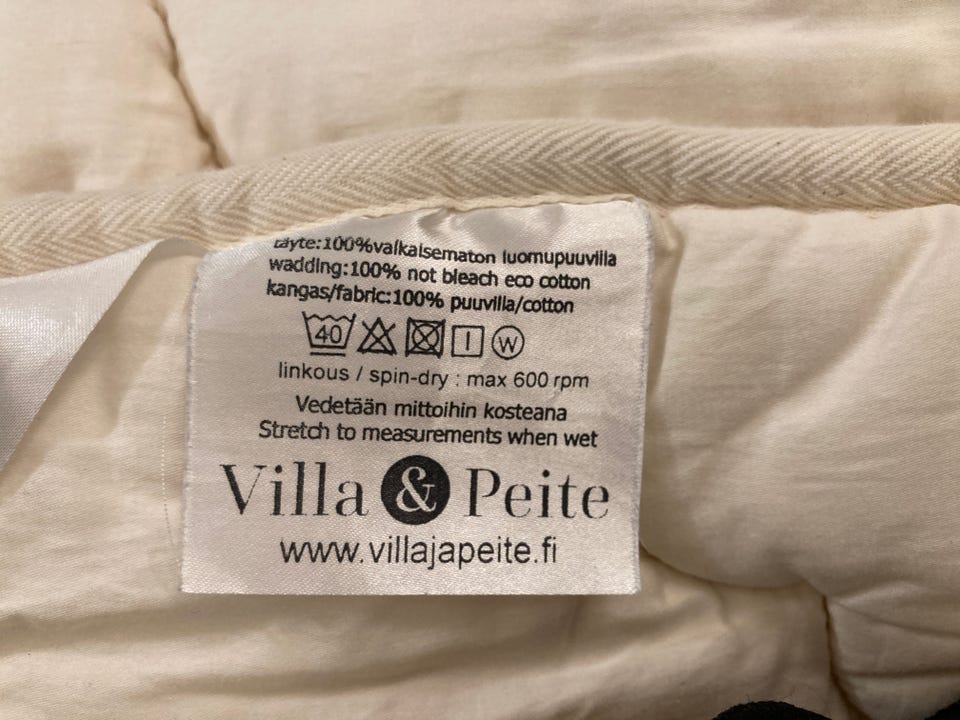 täyte:100%valkaisematon luomupuuvilla
wadding:100% not bleach eco cotton
kangas/fabric:100% puuvilla/cotton
40 W
linkous / spin-dry : max 600 rpm
Vedetään mittoihin kosteana
Stretch to measurements when wet
Villa & Peite
www.villajapeite.fi